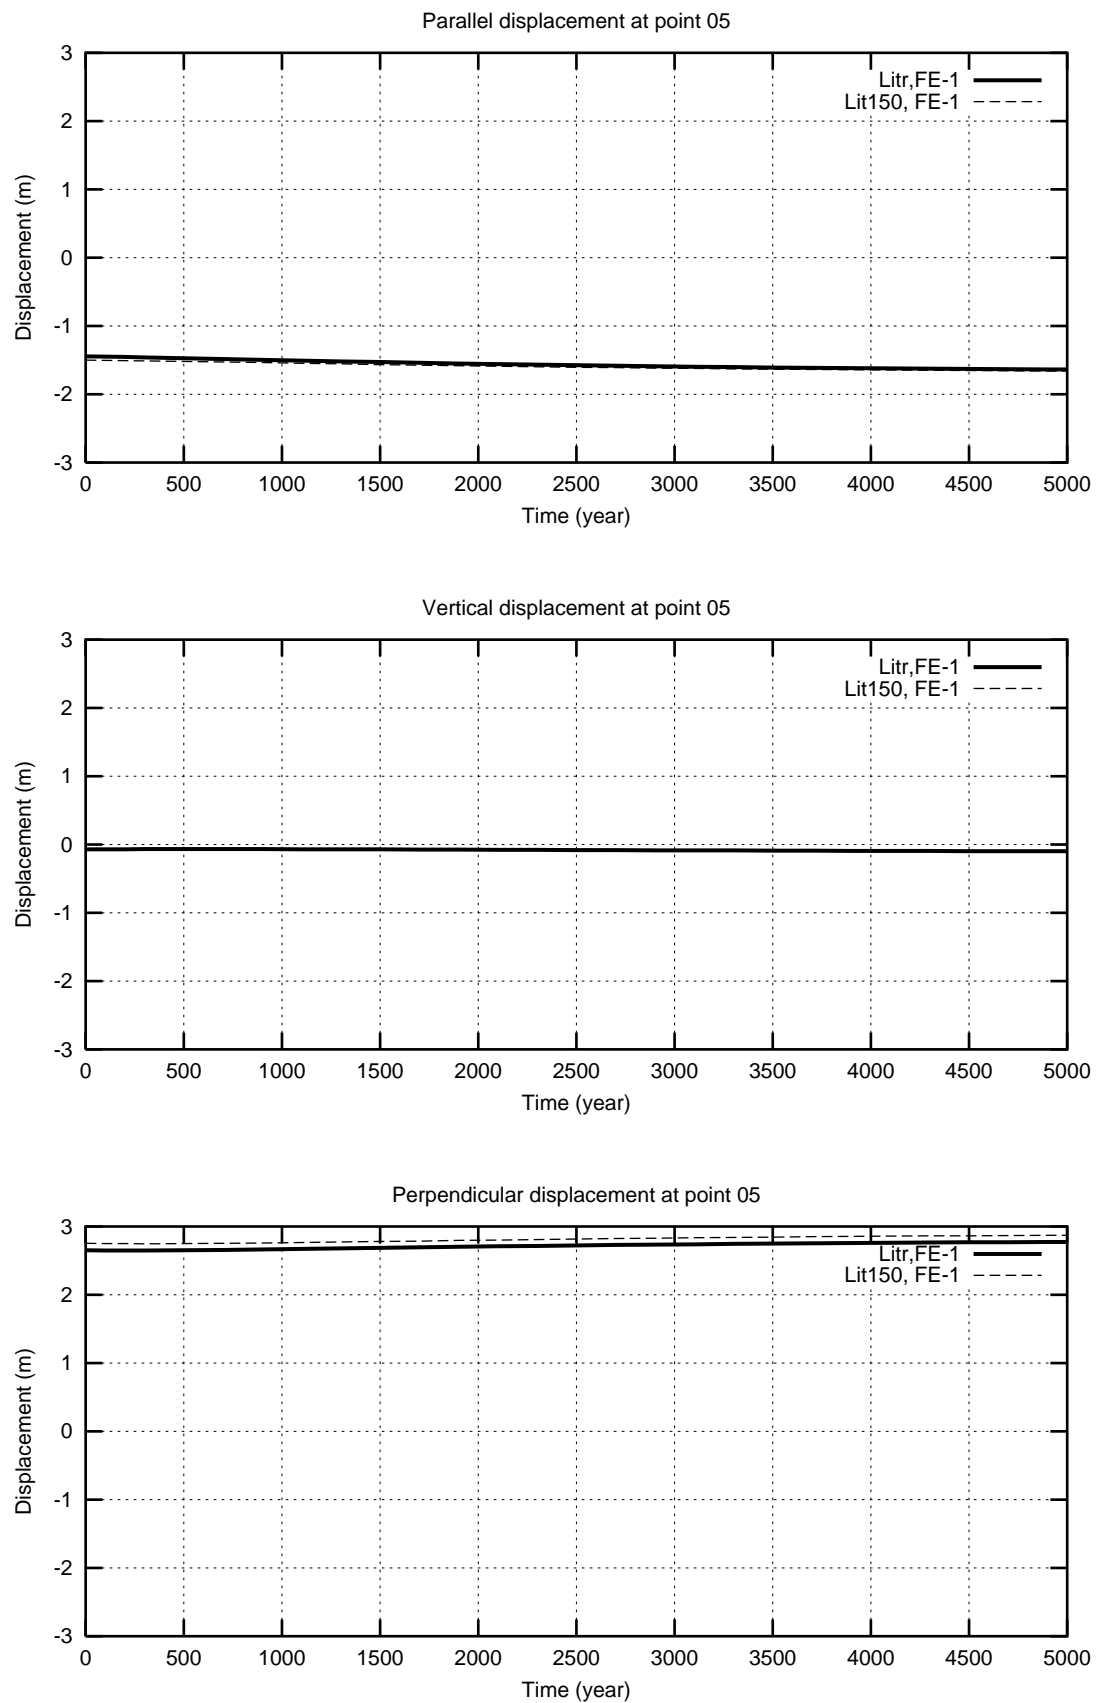 Parallel displacement at point 05
3
Litr,FE-1
Lit150, FE-1
2
1
Displacement (m)
0
-1
-2
-3
0 500 1000 1500 2000 2500 3000 3500 4000 4500 5000
Time (year)
Vertical displacement at point 05
3
Litr,FE-1
Lit150, FE-1
2
1
Displacement (m)
0
-1
-2
-3
0 500 1000 1500 2000 2500 3000 3500 4000 4500 5000
Time (year)
Perpendicular displacement at point 05
3
Litr,FE-1
Lit150, FE-1
2
1
Displacement (m)
0
-1
-2
-3
0 500 1000 1500 2000 2500 3000 3500 4000 4500 5000
Time (year)